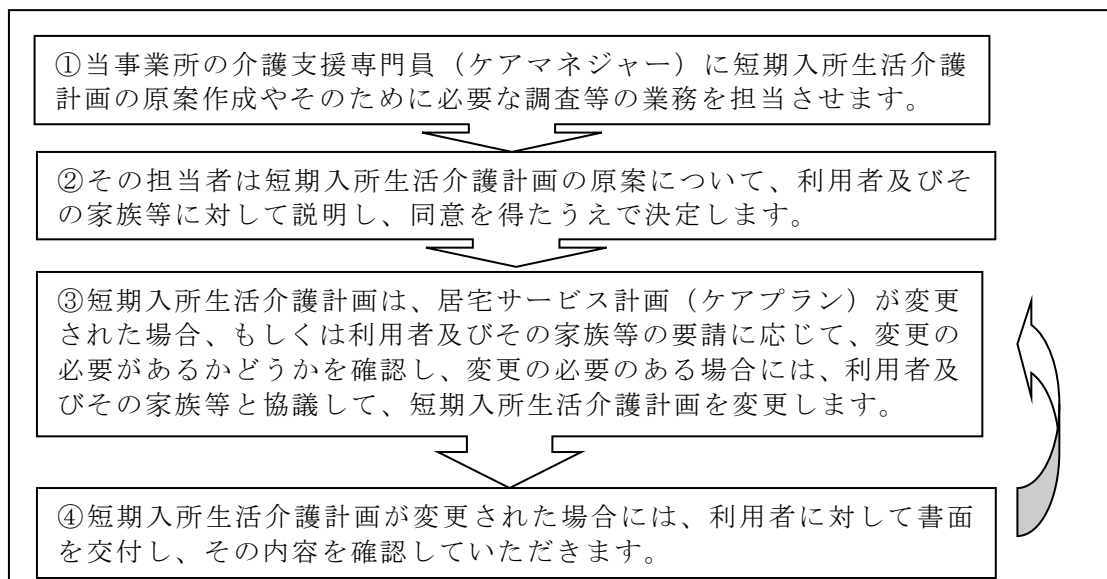 ①当事業所の介護支援専門員（ケアマネジャー）に短期入所生活介護
計画の原案作成やそのために必要な調査等の業務を担当させます。
②その担当者は短期入所生活介護計画の原案について、利用者及びそ
の家族等に対して説明し、同意を得たうえで決定します。
③短期入所生活介護計画は、居宅サービス計画（ケアプラン）が変更
された場合、もしくは利用者及びその家族等の要請に応じて、変更の
必要があるかどうかを確認し、変更の必要のある場合には、利用者及
びその家族等と協議して、短期入所生活介護計画を変更します。
④短期入所生活介護計画が変更された場合には、利用者に対して書面
を交付し、その内容を確認していただきます。